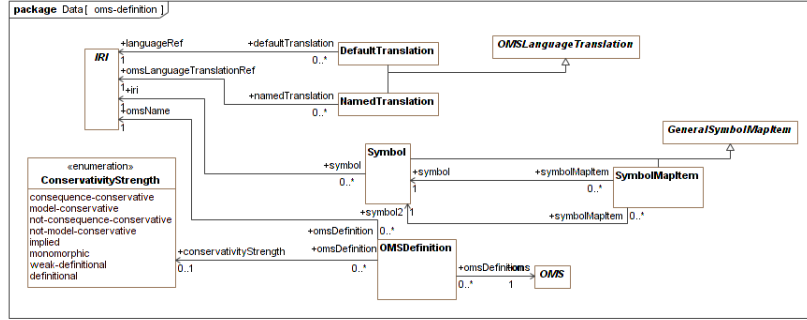 package Data[ oms-definition ]
+languageRef
+defaultTranslation
DefaultTranslation
OMSLanguageTranslation
IRI
1
0..*
+omsLanguageTranslationRef
1
+iri
+namedTranslation
NamedTranslation
1
0..*
+omsName
1
GeneralSymbolMapItem
Symbol
«enumeration»
ConservativityStrength
+symbol
0..*
+symbol
1
+symbolMapItem
0..*
SymbolMapItem
consequence-conservative
model-conservative
not-consequence-conservative
not-model-conservative
implied
monomorphic
weak-definitional
definitional
+symbol2
1
+symbolMapItem
0..*
+omsDefinition
0..*
+conservativityStrength
0..1
+omsDefinition
0..*
OMSDefinition
+omsDefinition
0..*
+oms
1
OMS